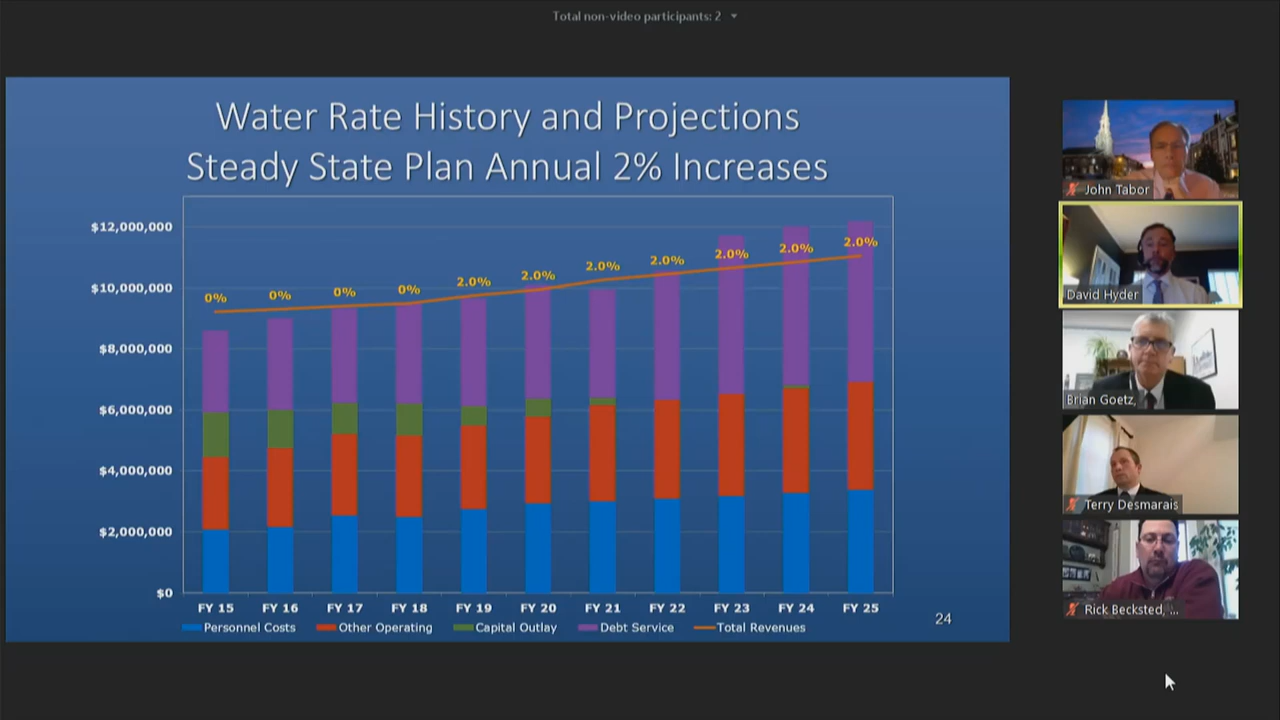 Total non-video participants: 2
Water Rate History and Projections
Steady State Plan Annual 2% Increases
$12,000,000
$10,000,000
$8,000,000
$6,000,000
$4,000,000
$2,000,000
$0
0% 0% 0% 0% 2.0% 2.0% 2.0% 2.0% 2.0% 2.0% 2.0%
FY 15 FY 16 FY 17 FY 18 FY 19 FY 20 FY 21 FY 22 FY 23 FY 24 FY 25
Personnel Costs Other Operating Capital Outlay Debt Service Total Revenues
24
John Tabor
David Hyder
Brian Goetz,
Terry Desmarais
Rick Becksted, ...